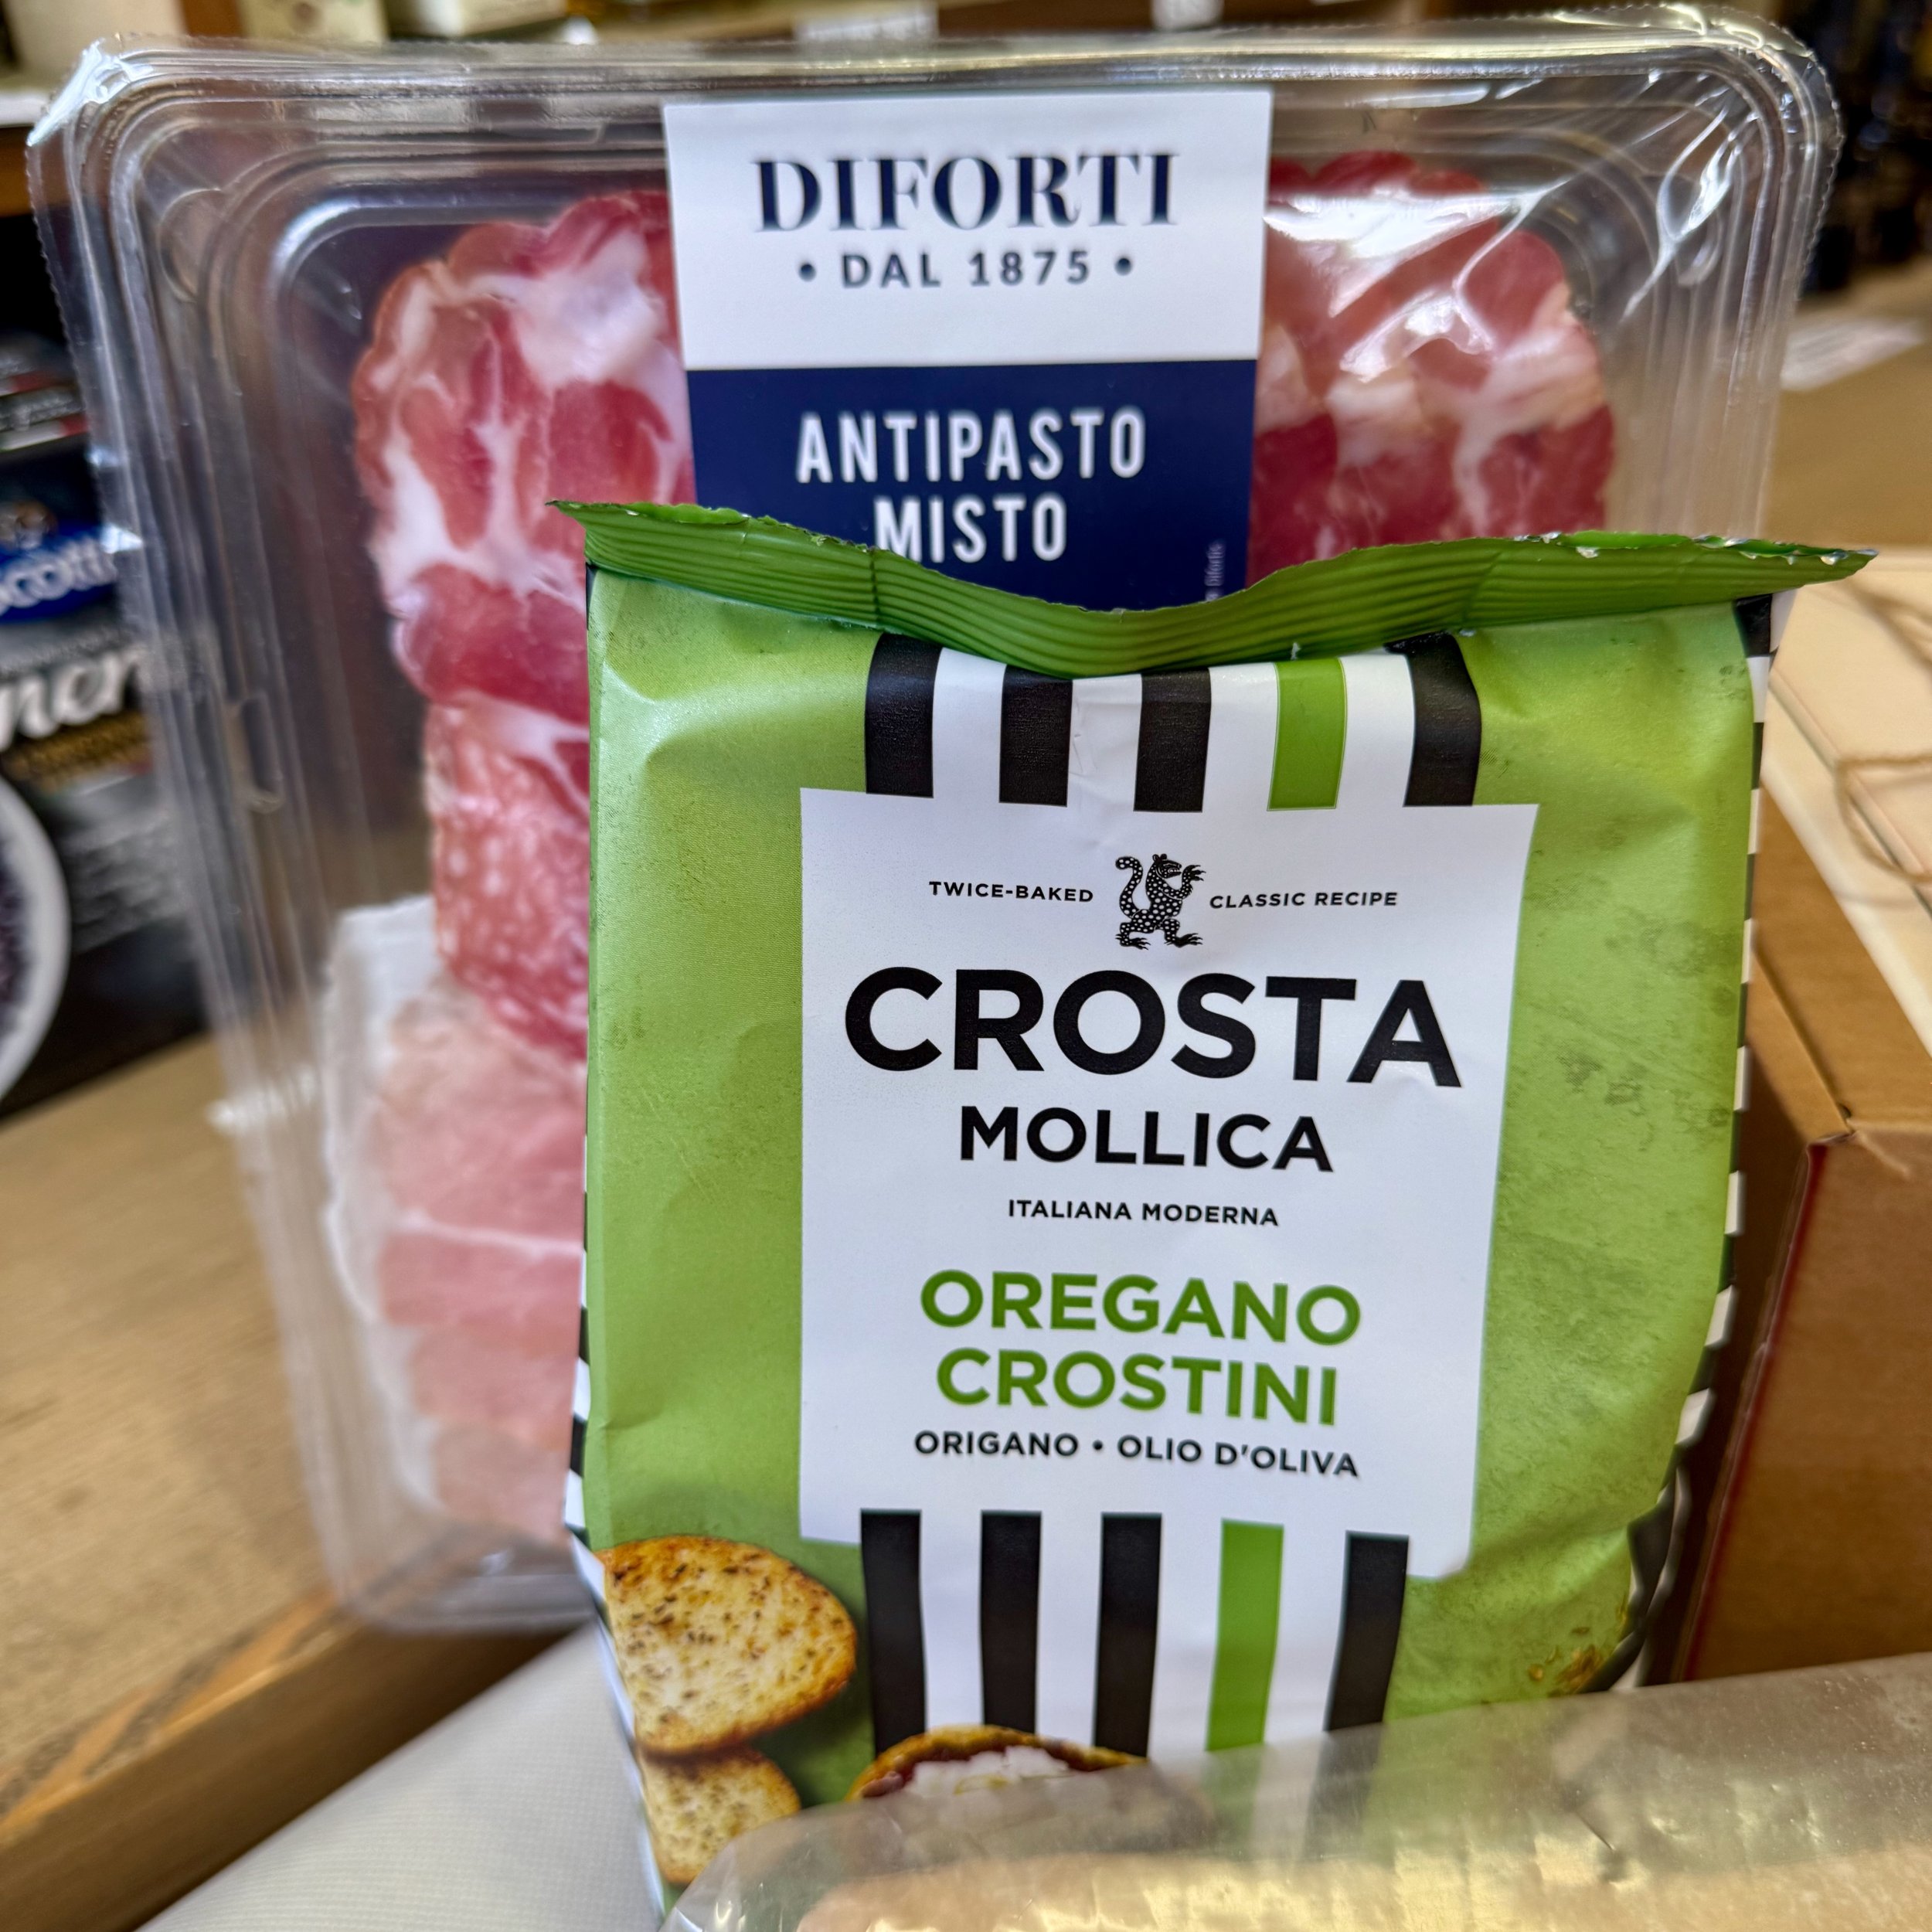 DIFORTI
• DAL 1875 •
ANTIPASTO
MISTO
TWICE-BAKED CLASSIC RECIPE
CROSTA
MOLLICA
ITALIANA MODERNA
OREGANO
CROSTINI
ORIGANO • OLIO D'OLIVA